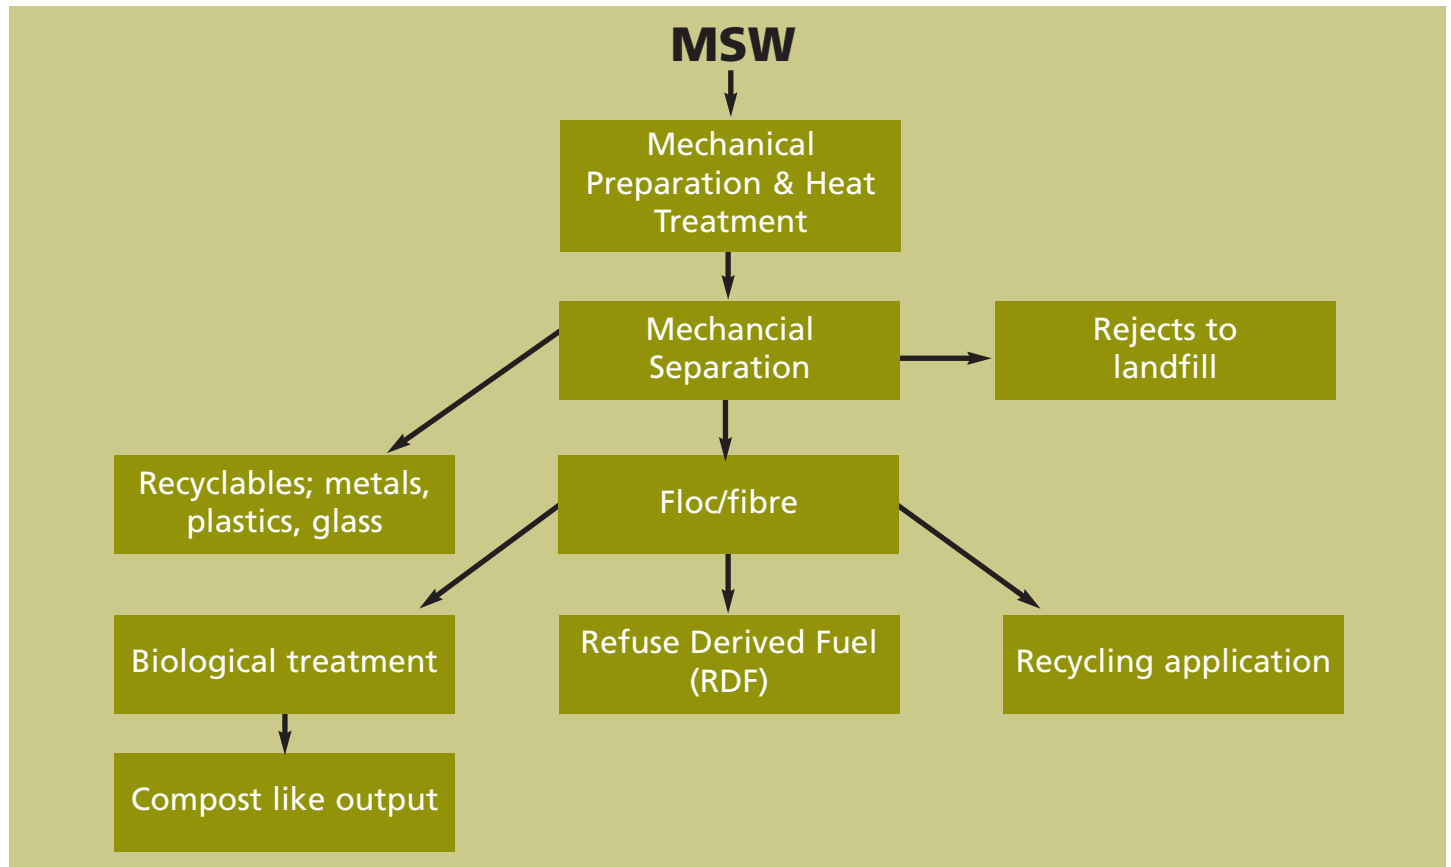 MSW
Mechanical
Preparation & Heat
Treatment
Mechancial
Separation
Rejects to
landfill
Recyclables; metals,
plastics, glass
Floc/fibre
Biological treatment
Refuse Derived Fuel
(RDF)
Recycling application
Compost like output